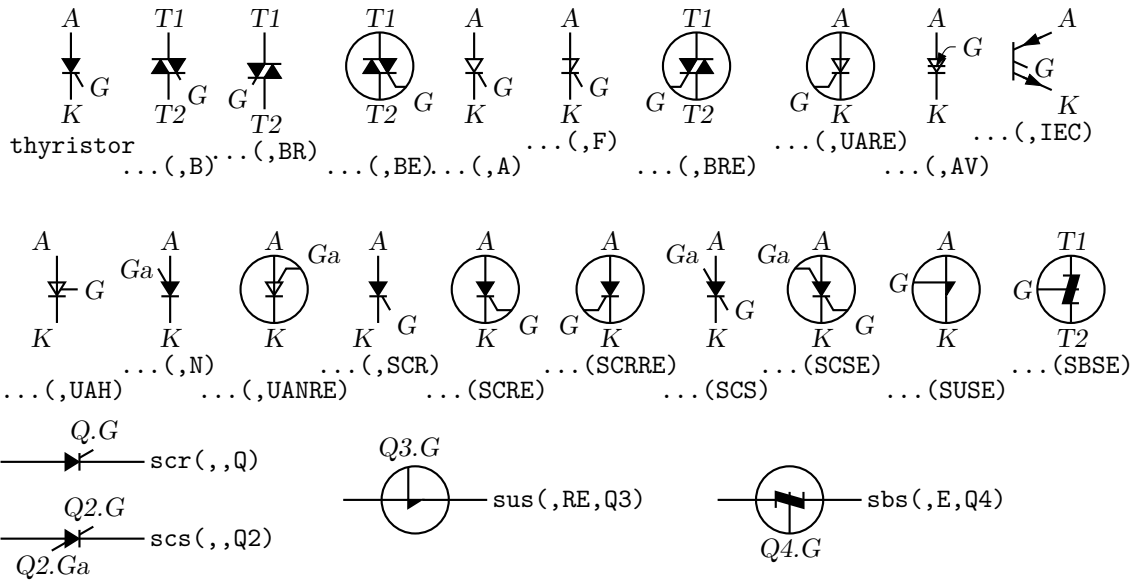 A T1 T1 T1 A A T1 A A A
G G G G G G G G G G
K T2 T2 T2 K K T2 K K K
thyristor ...(,B) ...(,BR) ...(,BE) ...(,A) ...(,F) ...(,BRE) ...(,UARE) ...(,AV) ...(,IEC)
A A A A A A A A A T1
G Ga Ga G G G Ga G Ga G G G
K K K K K K K K K T2
...(,UAH) ...(,N) ...(,UANRE) ...(,SCR) ...(SCRE) ...(SCRRE) ...(SCS) ...(SCSE) ...(SUSE) ...(SBSE)
Q.G
scr(,,Q)
Q2.G
scs(,,Q2)
Q2.Ga
Q3.G
sus(,RE,Q3)
sbs(,E,Q4)
Q4.G